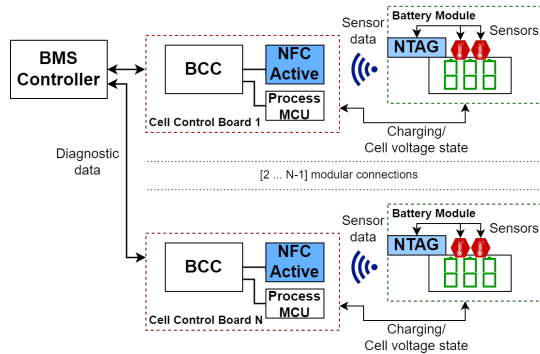 BMS
Controller
BCC
NFC
Active
Process
MCU
Cell Control Board 1
Sensor
data
Battery Module
NTAG
Sensors
Charging/
Cell voltage state
Diagnostic
data
[2 ... N-1] modular connections
BCC
NFC
Active
Process
MCU
Cell Control Board N
Sensor
data
Battery Module
NTAG
Sensors
Charging/
Cell voltage state